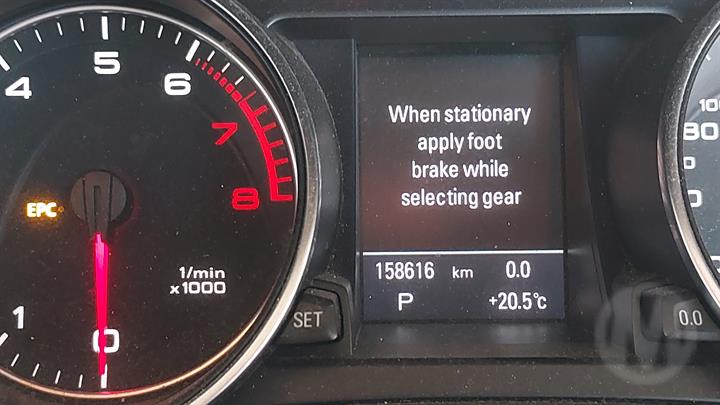 4
5
6
7
8
EPC
1/min
x1000
1
0
SET
When stationary
apply foot
brake while
selecting gear
158616 km 0.0
P +20.5°C
0.0